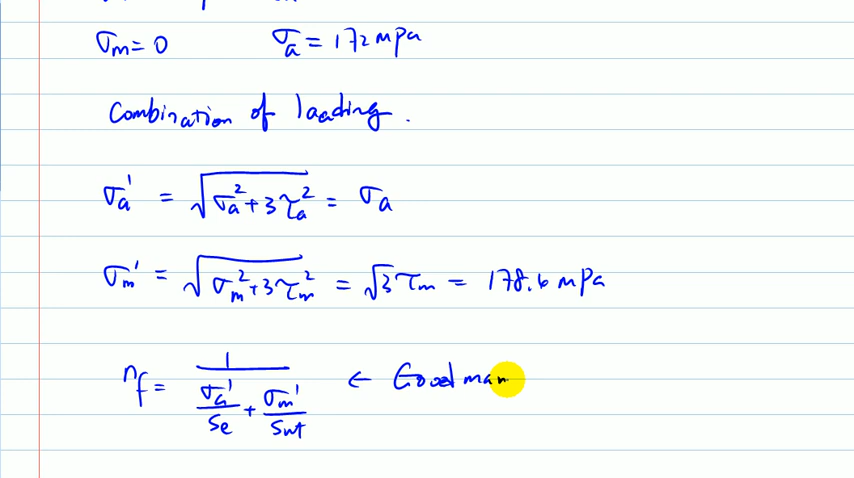 σm = 0 σa = 172 mpa
Combination of loading.
σa' = √(σa² + 3τa²) = σa
σm' = √(σm² + 3τm²) = √3 τm = 178.6 mPa
nf = 1 / (σa'/Se + σm'/Sut) ← Goodman